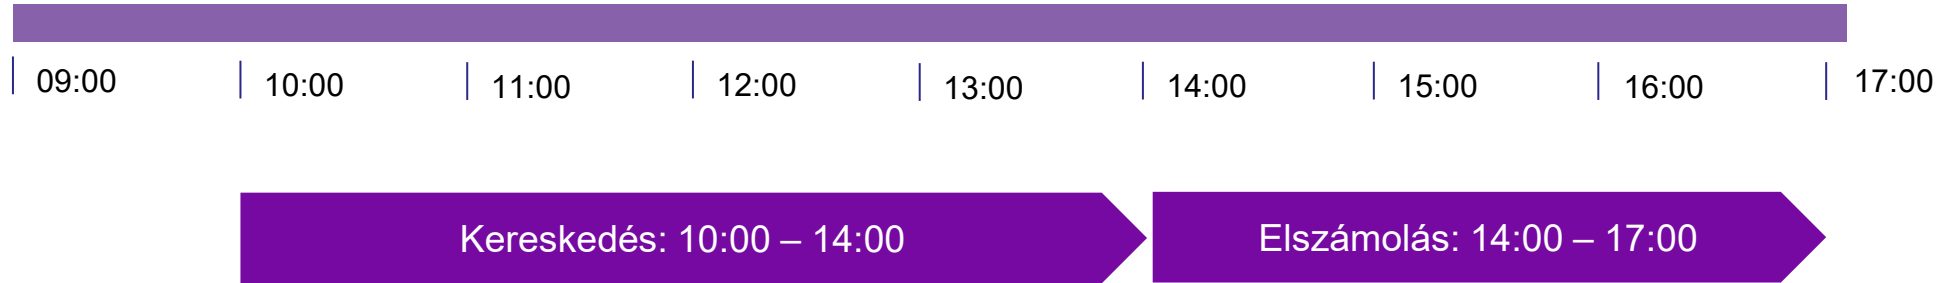 09:00 10:00 11:00 12:00 13:00 14:00 15:00 16:00 17:00
Kereskedés: 10:00 – 14:00
Elszámolás: 14:00 – 17:00